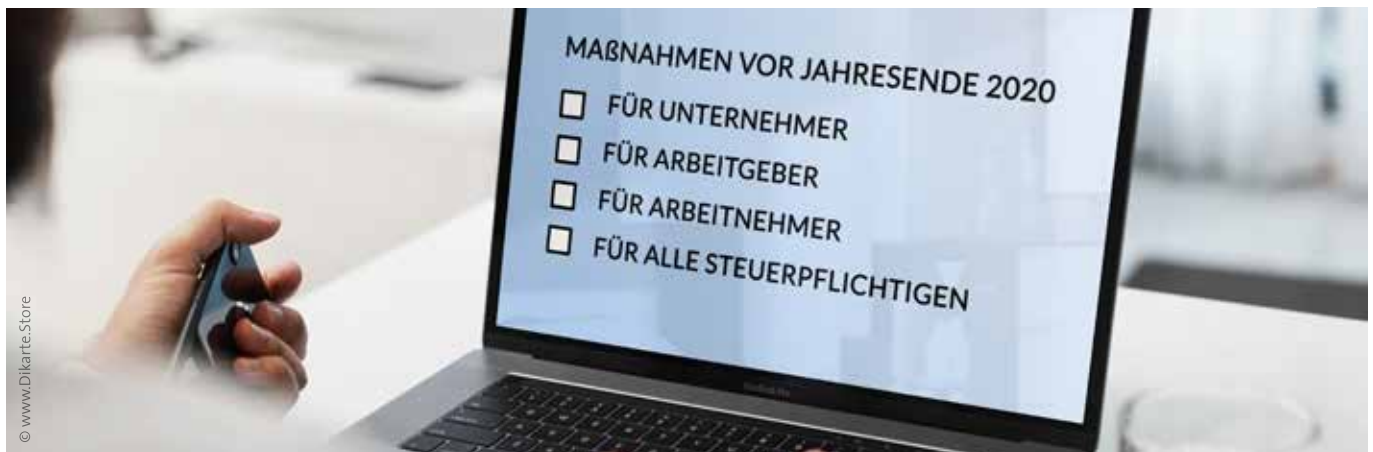 MAßNAHMEN VOR JAHRESENDE 2020
FÜR UNTERNEHMER
FÜR ARBEITGEBER
FÜR ARBEITNEHMER
FÜR ALLE STEUERPFLICHTIGEN
© www.Dikarte.Store